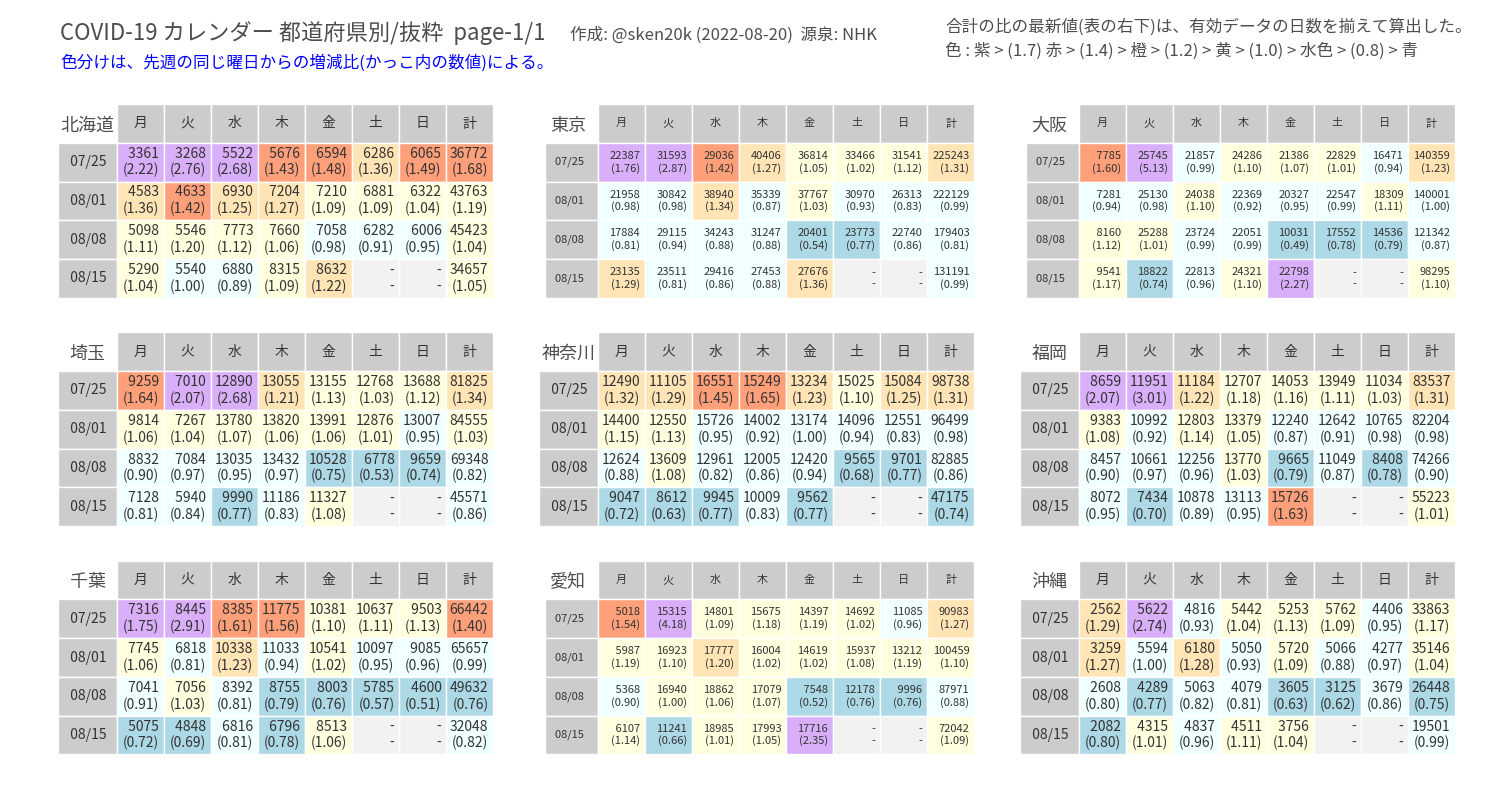 COVID-19 カレンダー 都道府県別/抜粋 page-1/1 作成: @sken20k (2022-08-20) 源泉: NHK
合計の比の最新値(表の右下)は、有効データの日数を揃えて算出した。
色分けは、先週の同じ曜日からの増減比(かっこ内の数値)による。
色 : 紫 > (1.7) 赤 > (1.4) > 橙 > (1.2) > 黄 > (1.0) > 水色 > (0.8) > 青
北海道 月 火 水 木 金 土 日 計
07/25 3361 3268 5522 5676 6594 6286 6065 36772
(2.22) (2.76) (2.68) (1.43) (1.48) (1.36) (1.49) (1.68)
08/01 4583 4633 6930 7204 7210 6881 6322 43763
(1.36) (1.42) (1.25) (1.27) (1.09) (1.09) (1.04) (1.19)
08/08 5098 5546 7773 7660 7058 6282 6006 45423
(1.11) (1.20) (1.12) (1.06) (0.98) (0.91) (0.95) (1.04)
08/15 5290 5540 6880 8315 8632 - - 34657
(1.04) (1.00) (0.89) (1.09) (1.22) - - (1.05)
東京 月 火 水 木 金 土 日 計
07/25 22387 31593 29036 40406 36814 33466 31541 225243
(1.76) (2.87) (1.42) (1.27) (1.05) (1.02) (1.12) (1.31)
08/01 21958 30842 38940 35339 37767 30970 26313 222129
(0.98) (0.98) (1.34) (0.87) (1.03) (0.93) (0.83) (0.99)
08/08 17884 29115 34243 31247 20401 23773 22740 179403
(0.81) (0.94) (0.88) (0.88) (0.54) (0.77) (0.86) (0.81)
08/15 23135 23511 29416 27453 27676 - - 131191
(1.29) (0.81) (0.86) (0.88) (1.36) - - (0.99)
大阪 月 火 水 木 金 土 日 計
07/25 7785 25745 21857 24286 21386 22829 16471 140359
(1.60) (5.13) (0.99) (1.10) (1.07) (1.01) (0.94) (1.23)
08/01 7281 25130 24038 22369 20327 22547 18309 140001
(0.94) (0.98) (1.10) (0.92) (0.95) (0.99) (1.11) (1.00)
08/08 8160 25288 23724 22051 10031 17552 14536 121342
(1.12) (1.01) (0.99) (0.99) (0.49) (0.78) (0.79) (0.87)
08/15 9541 18822 22813 24321 22798 - - 98295
(1.17) (0.74) (0.96) (1.10) (2.27) - - (1.10)
埼玉 月 火 水 木 金 土 日 計
07/25 9259 7010 12890 13055 13155 12768 13688 81825
(1.64) (2.07) (2.68) (1.21) (1.13) (1.03) (1.12) (1.34)
08/01 9814 7267 13780 13820 13991 12876 13007 84555
(1.06) (1.04) (1.07) (1.06) (1.06) (1.01) (0.95) (1.03)
08/08 8832 7084 13035 13432 10528 6778 9659 69348
(0.90) (0.97) (0.95) (0.97) (0.75) (0.53) (0.74) (0.82)
08/15 7128 5940 9990 11186 11327 - - 45571
(0.81) (0.84) (0.77) (0.83) (1.08) - - (0.86)
神奈川 月 火 水 木 金 土 日 計
07/25 12490 11105 16551 15249 13234 15025 15084 98738
(1.32) (1.29) (1.45) (1.65) (1.23) (1.10) (1.25) (1.31)
08/01 14400 12550 15726 14002 13174 14096 12551 96499
(1.15) (1.13) (0.95) (0.92) (1.00) (0.94) (0.83) (0.98)
08/08 12624 13609 12961 12005 12420 9565 9701 82885
(0.88) (1.08) (0.82) (0.86) (0.94) (0.68) (0.77) (0.86)
08/15 9047 8612 9945 10009 9562 - - 47175
(0.72) (0.63) (0.77) (0.83) (0.77) - - (0.74)
福岡 月 火 水 木 金 土 日 計
07/25 8659 11951 11184 12707 14053 13949 11034 83537
(2.07) (3.01) (1.22) (1.18) (1.16) (1.11) (1.03) (1.31)
08/01 9383 10992 12803 13379 12240 12642 10765 82204
(1.08) (0.92) (1.14) (1.05) (0.87) (0.91) (0.98) (0.98)
08/08 8457 10661 12256 13770 9665 11049 8408 74266
(0.90) (0.97) (0.96) (1.03) (0.79) (0.87) (0.78) (0.90)
08/15 8072 7434 10878 13113 15726 - - 55223
(0.95) (0.70) (0.89) (0.95) (1.63) - - (1.01)
千葉 月 火 水 木 金 土 日 計
07/25 7316 8445 8385 11775 10381 10637 9503 66442
(1.75) (2.91) (1.61) (1.56) (1.10) (1.11) (1.13) (1.40)
08/01 7745 6818 10338 11033 10541 10097 9085 65657
(1.06) (0.81) (1.23) (0.94) (1.02) (0.95) (0.96) (0.99)
08/08 7041 7056 8392 8755 8003 5785 4600 49632
(0.91) (1.03) (0.81) (0.79) (0.76) (0.57) (0.51) (0.76)
08/15 5075 4848 6816 6796 8513 - - 32048
(0.72) (0.69) (0.81) (0.78) (1.06) - - (0.82)
愛知 月 火 水 木 金 土 日 計
07/25 5018 15315 14801 15675 14397 14692 11085 90983
(1.54) (4.18) (1.09) (1.18) (1.19) (1.02) (0.96) (1.27)
08/01 5987 16923 17777 16004 14619 15937 13212 100459
(1.19) (1.10) (1.20) (1.02) (1.02) (1.08) (1.19) (1.10)
08/08 5368 16940 18862 17079 7548 12178 9996 87971
(0.90) (1.00) (1.06) (1.07) (0.52) (0.76) (0.76) (0.88)
08/15 6107 11241 18985 17993 17716 - - 72042
(1.14) (0.66) (1.01) (1.05) (2.35) - - (1.09)
沖縄 月 火 水 木 金 土 日 計
07/25 2562 5622 4816 5442 5253 5762 4406 33863
(1.29) (2.74) (0.93) (1.04) (1.13) (1.09) (0.95) (1.17)
08/01 3259 5594 6180 5050 5720 5066 4277 35146
(1.27) (1.00) (1.28) (0.93) (1.09) (0.88) (0.97) (1.04)
08/08 2608 4289 5063 4079 3605 3125 3679 26448
(0.80) (0.77) (0.82) (0.81) (0.63) (0.62) (0.86) (0.75)
08/15 2082 4315 4837 4511 3756 - - 19501
(0.80) (1.01) (0.96) (1.11) (1.04) - - (0.99)